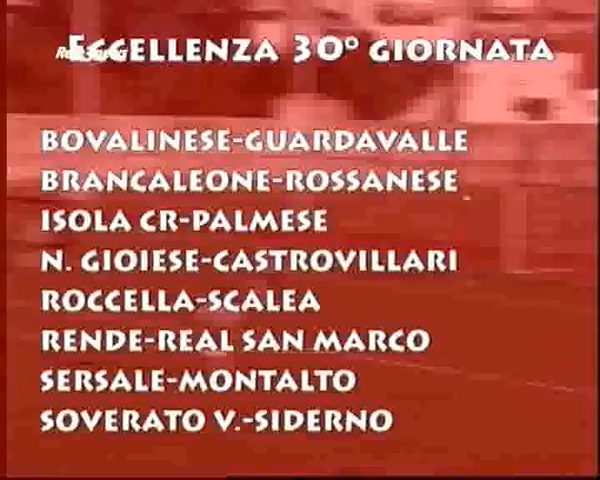 ECCELLENZA 30° GIORNATA
BOVALINESE-GUARDAVALLE
BRANCALEONE-ROSSANESE
ISOLA CR-PALMESE
N. GIOIESE-CASTROVILLARI
ROCCELLA-SCALEA
RENDE-REAL SAN MARCO
SERSALE-MONTALTO
SOVERATO V.-SIDERNO